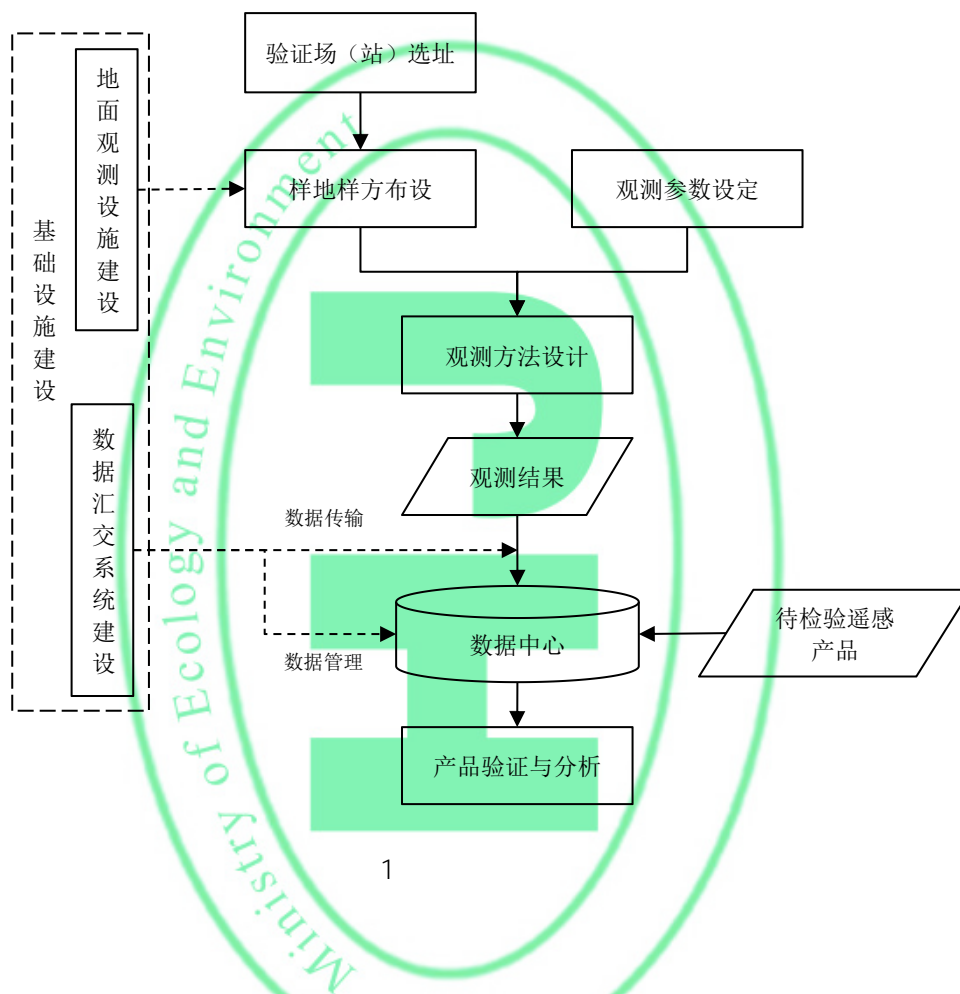 验证场（站）选址
地面观测设施建设
样地样方布设
观测参数设定
基础设施建设
观测方法设计
数据汇交系统建设
观测结果
数据传输
待检验遥感
产品
数据中心
数据管理
产品验证与分析
1
Ministry of Ecology and Environment